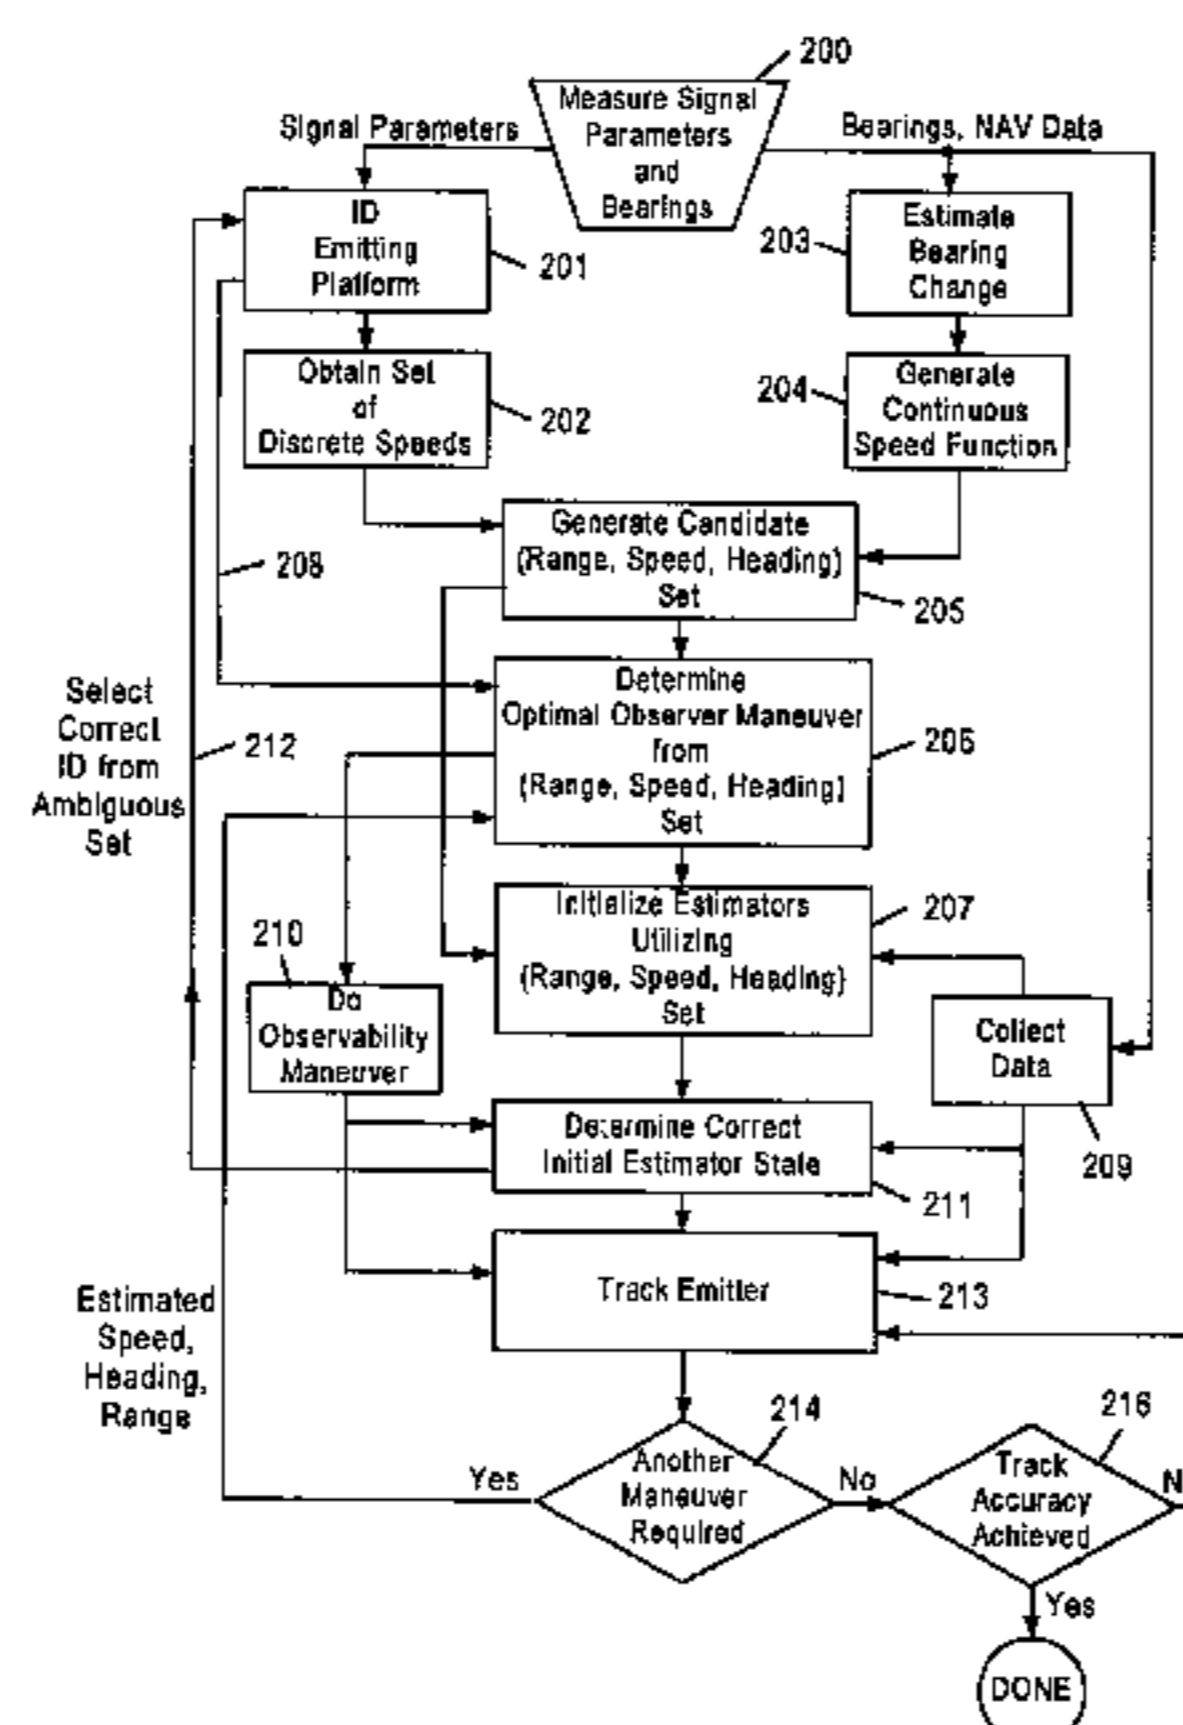 200
Measure Signal
Parameters
and
Bearings
Signal Parameters
Bearings, NAV Data
ID
Emitting
Platform
201
203
Estimate
Bearing
Change
Obtain Set
of
Discrete Speeds
202
204
Generate
Continuous
Speed Function
Generate Candidate
(Range, Speed, Heading)
Set
205
208
Select
Correct
ID from
Ambiguous
Set
212
Determine
Optimal Observer Maneuver
from
(Range, Speed, Heading)
Set
206
Initialize Estimators
Utilizing
(Range, Speed, Heading)
Set
207
210
Do
Observability
Maneuver
Collect
Data
209
Determine Correct
Initial Estimator State
211
Track Emitter
213
Estimated
Speed,
Heading,
Range
214
Another
Maneuver
Required
Yes
No
216
Track
Accuracy
Achieved
N
Yes
DONE